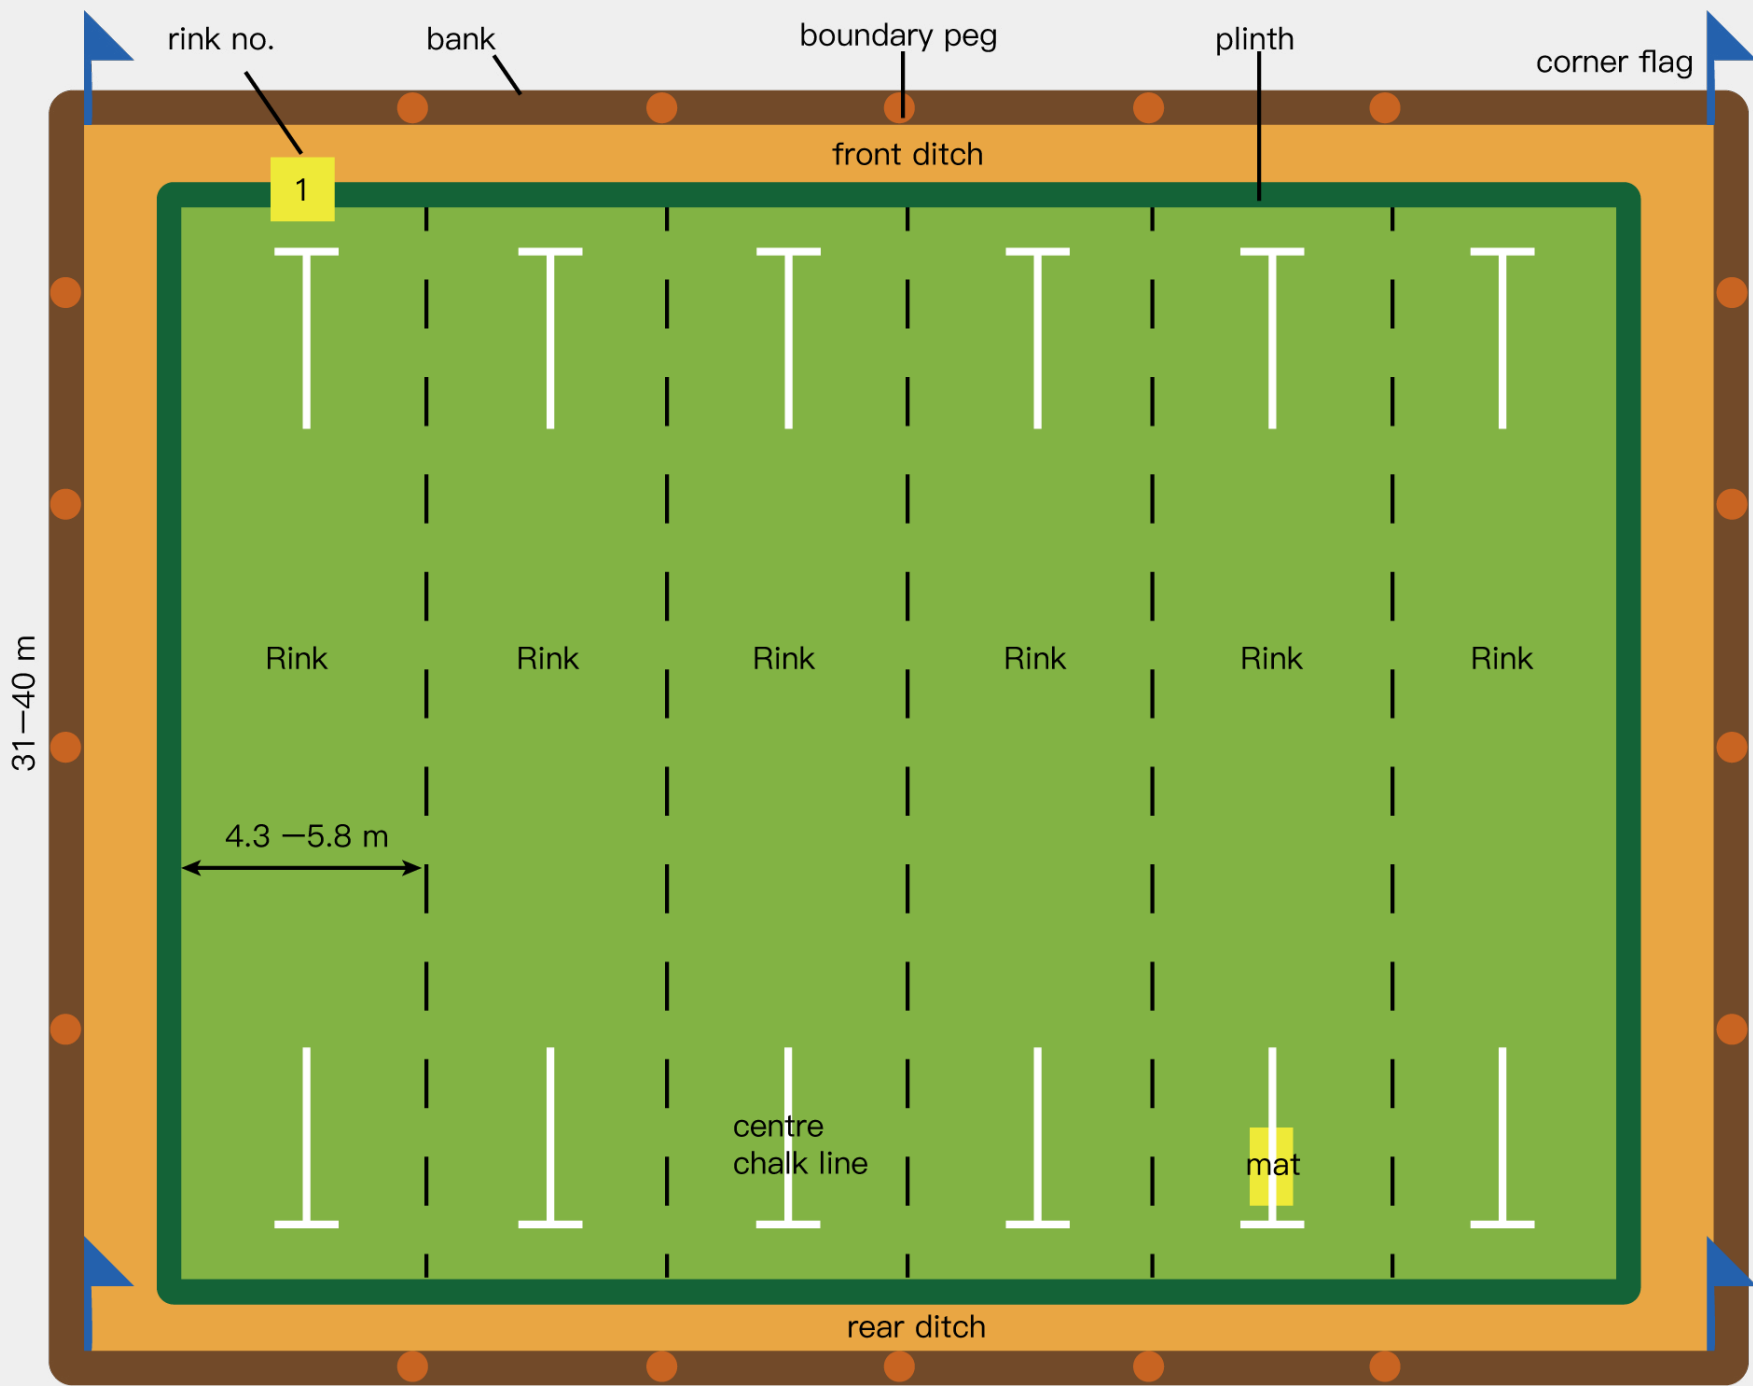 rink no.
bank
boundary peg
plinth
corner flag
front ditch
1
Rink
Rink
Rink
Rink
Rink
Rink
31–40 m
4.3 –5.8 m
centre
chalk line
mat
rear ditch